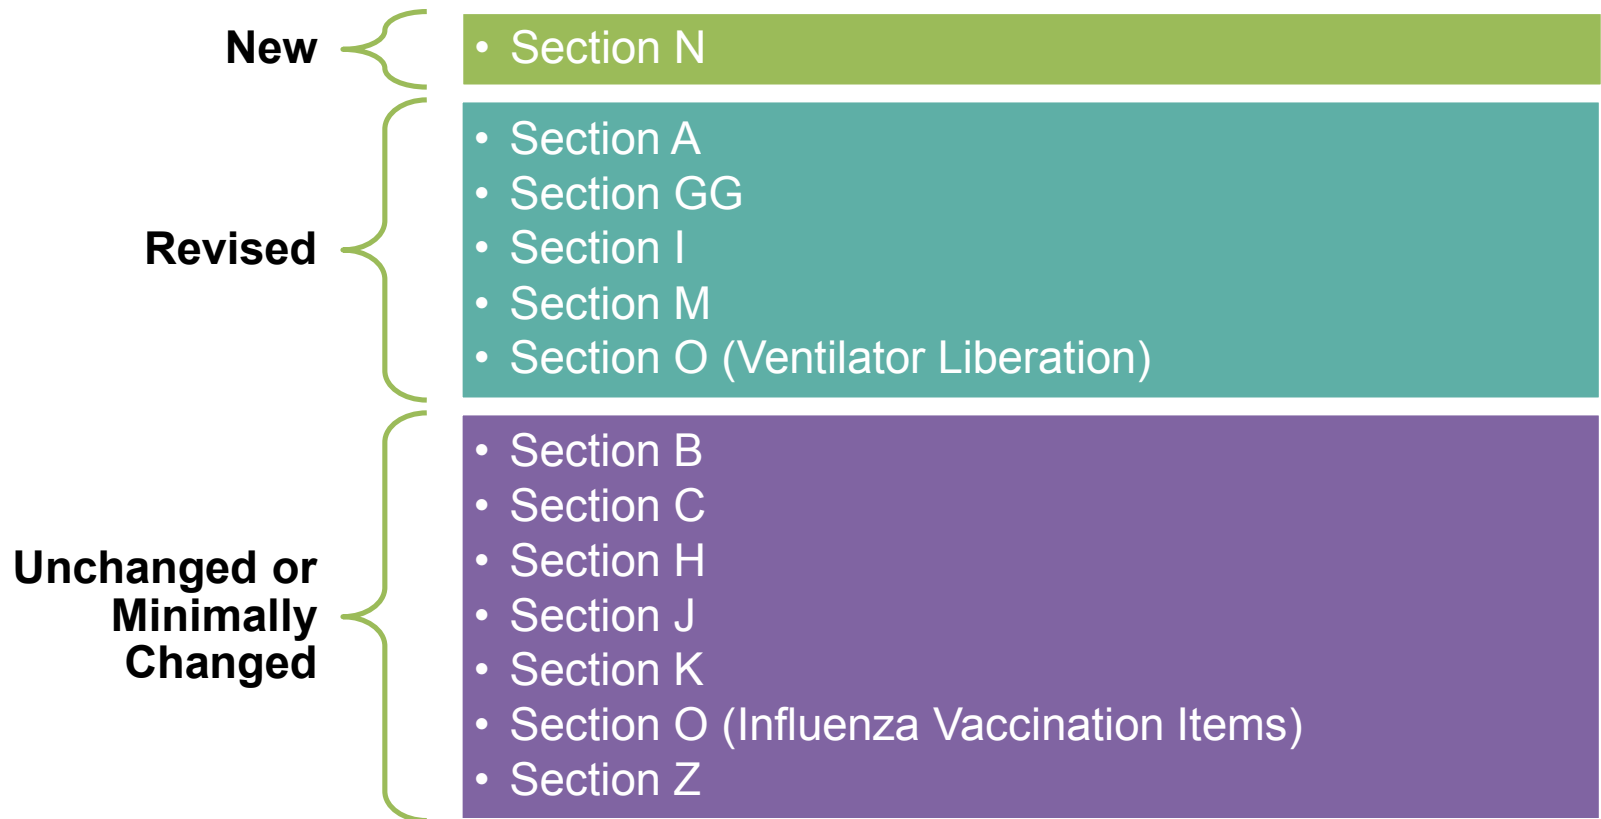 New
• Section N
Revised
• Section A
• Section GG
• Section I
• Section M
• Section O (Ventilator Liberation)
Unchanged or
Minimally
Changed
• Section B
• Section C
• Section H
• Section J
• Section K
• Section O (Influenza Vaccination Items)
• Section Z